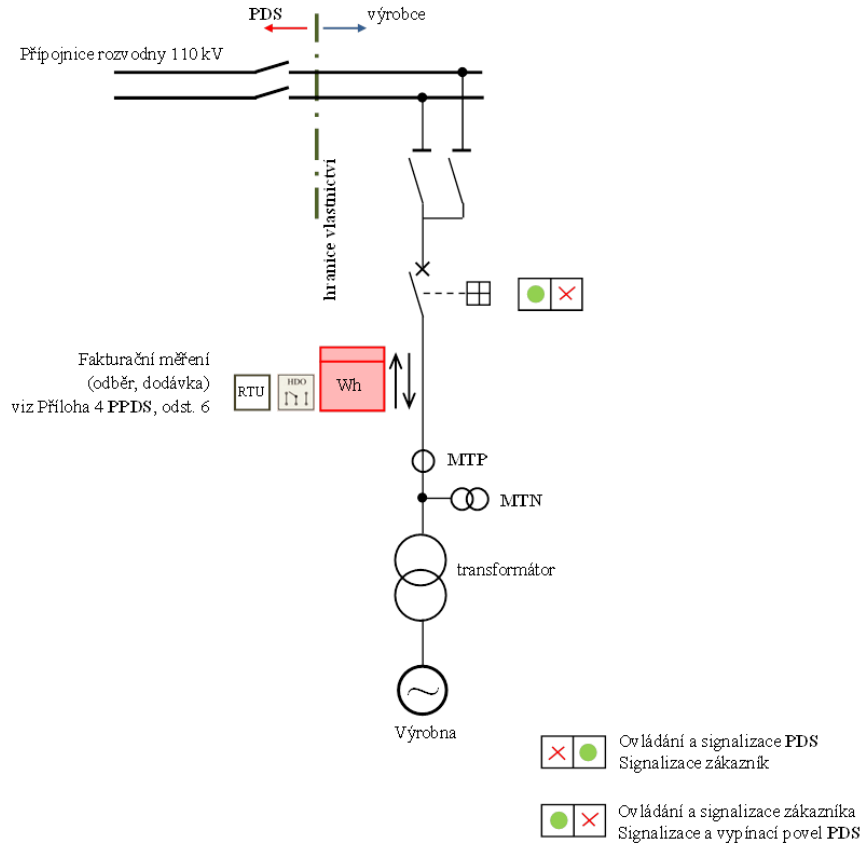 PDS výrobce
Přípojnice rozvodny 110 kV
hranice vlastnictví
Fakturační měření
(odběr, dodávka)
viz Příloha 4 PPDS, odst. 6
RTU
HDO
Wh
MTP
MTN
transformátor
Výrobna
Ovládání a signalizace PDS
Signalizace zákazník
Ovládání a signalizace zákazníka
Signalizace a vypínací povel PDS